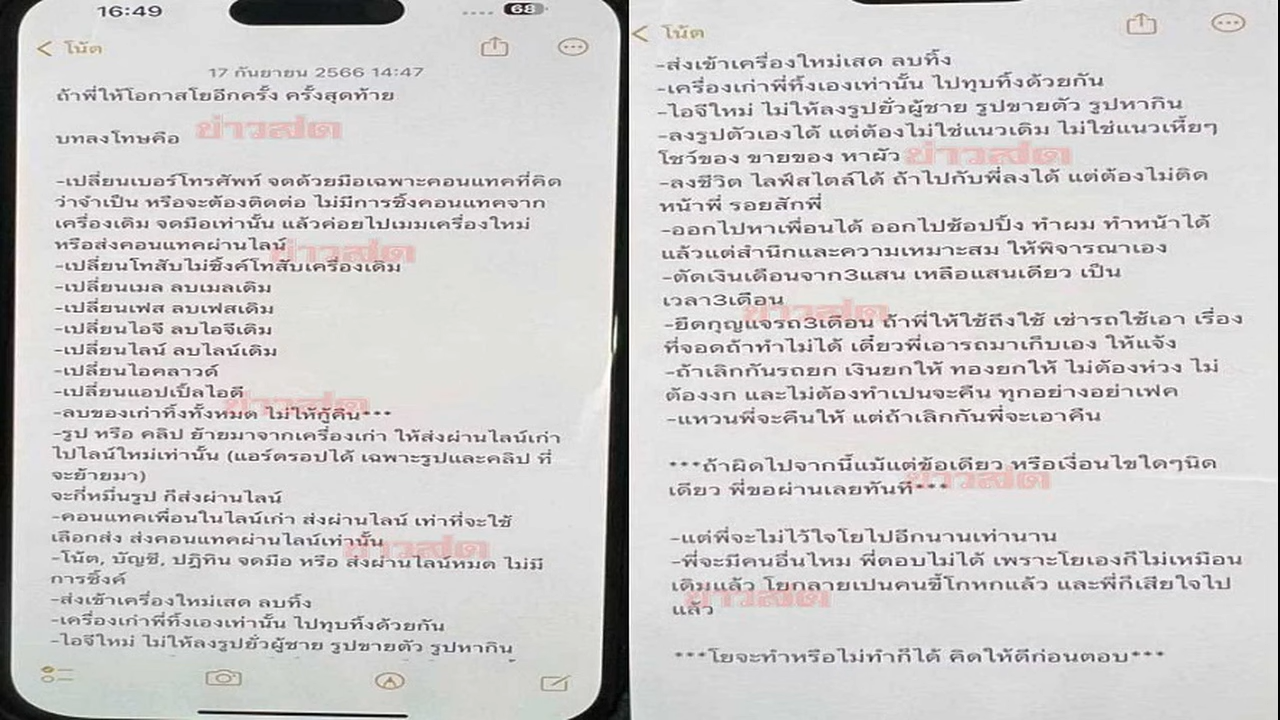 16:49
68
โน้ต
17 กันยายน 2566 14:47
ถ้าพี่ให้โอกาสโยอีกครั้ง ครั้งสุดท้าย
บทลงโทษคือ
ข่าวสด
-เปลี่ยนเบอร์โทรศัพท์ จดด้วยมือเฉพาะคอนแทคที่คิด
ว่าจำเป็น หรือจะต้องติดต่อ ไม่มีการซิ้งคอนแทคจาก
เครื่องเดิม จดมือเท่านั้น แล้วค่อยไปเมมเครื่องใหม่
หรือส่งคอนแทคผ่านไลน์
ข่าวสด
-เปลี่ยนโทสับไม่ซิ้งค์โทสับเครื่องเดิม
-เปลี่ยนเมล ลบเมลเดิม
-เปลี่ยนเฟส ลบเฟสเดิม
-เปลี่ยนไอจี ลบไอจีเดิม
-เปลี่ยนไลน์ ลบไลน์เดิม
-เปลี่ยนไอคลาวด์
-เปลี่ยนแอปเปิ้ลไอดี
ข่าวสด
-ลบของเก่าทิ้งทั้งหมด ไม่ให้กู้คืน***
-รูป หรือ คลิป ย้ายมาจากเครื่องเก่า ให้ส่งผ่านไลน์เก่า
ไปไลน์ใหม่เท่านั้น (แอร์ดรอปได้ เฉพาะรูปและคลิป ที่
จะย้ายมา)
จะกี่หมื่นรูป ก็ส่งผ่านไลน์
-คอนแทคเพื่อนในไลน์เก่า ส่งผ่านไลน์ เท่าที่จะใช้
เลือกส่ง ส่งคอนแทคผ่านไลน์เท่านั้น
ข่าวสด
-โน้ต, บัญชี, ปฏิทิน จดมือ หรือ ส่งผ่านไลน์หมด ไม่มี
การซิ้งค์
-ส่งเข้าเครื่องใหม่เสด ลบทิ้ง
-เครื่องเก่าพี่ทิ้งเองเท่านั้น ไปทุบทิ้งด้วยกัน
-ไอจีใหม่ ไม่ให้ลงรูปยั่วผู้ชาย รูปขายตัว รูปหากิน
โน้ต
-ส่งเข้าเครื่องใหม่เสด ลบทิ้ง
-เครื่องเก่าพี่ทิ้งเองเท่านั้น ไปทุบทิ้งด้วยกัน
-ไอจีใหม่ ไม่ให้ลงรูปยั่วผู้ชาย รูปขายตัว รูปหากิน
-ลงรูปตัวเองได้ แต่ต้องไม่ใช่แนวเดิม ไม่ใช่แนวเหี้ยๆ
โชว์ของ ขายของ หาผัว
ข่าวสด
-ลงชีวิต ไลฟ์สไตล์ได้ ถ้าไปกับพี่ลงได้ แต่ต้องไม่ติด
หน้าพี่ รอยสักพี่
-ออกไปหาเพื่อนได้ ออกไปช้อปปิ้ง ทำผม ทำหน้าได้
แล้วแต่สำนึกและความเหมาะสม ให้พิจารณาเอง
-ตัดเงินเดือนจาก3แสน เหลือแสนเดียว เป็น
เวลา3เดือน
ข่าวสด
-ยึดกุญแจรถ3เดือน ถ้าพี่ให้ใช้ถึงใช้ เช่ารถใช้เอา เรื่อง
ที่จอดถ้าทำไม่ได้ เดี๋ยวพี่เอารถมาเก็บเอง ให้แจ้ง
-ถ้าเลิกกันรถยก เงินยกให้ ทองยกให้ ไม่ต้องห่วง ไม่
ต้องงก และไม่ต้องทำเปนจะคืน ทุกอย่างอย่าเฟค
-แหวนพี่จะคืนให้ แต่ถ้าเลิกกันพี่จะเอาคืน
***ถ้าผิดไปจากนี้แม้แต่ข้อเดียว หรือเงื่อนไขใดๆนิด
เดียว พี่ขอผ่านเลยทันที***
ข่าวสด
-แต่พี่จะไม่ไว้ใจโยไปอีกนานเท่านาน
-พี่จะมีคนอื่นไหม พี่ตอบไม่ได้ เพราะโยเองก็ไม่เหมือน
เดิมแล้ว โยกลายเปนคนขี้โกหกแล้ว และพี่ก็เสียใจไป
แล้ว
ข่าวสด
***โยจะทำหรือไม่ทำก็ได้ คิดให้ดีก่อนตอบ***